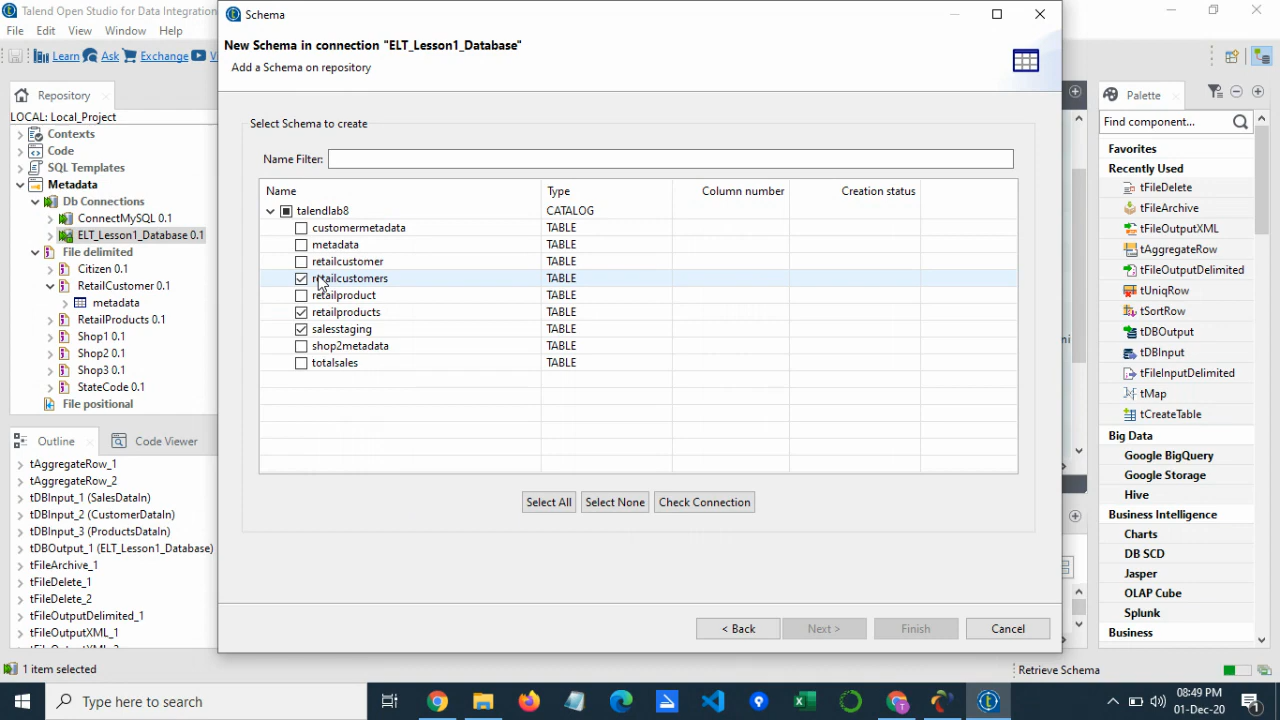 Talend Open Studio for Data Integration
Schema
File Edit View Window Help
New Schema in connection "ELT_Lesson1_Database"
Add a Schema on repository
Learn Ask Exchange
Repository
LOCAL: Local_Project
Contexts
Code
SQL Templates
Metadata
Db Connections
ConnectMySQL 0.1
ELT_Lesson1_Database 0.1
File delimited
Citizen 0.1
RetailCustomer 0.1
metadata
RetailProducts 0.1
Shop1 0.1
Shop2 0.1
Shop3 0.1
StateCode 0.1
File positional
Outline Code Viewer
tAggregateRow_1
tAggregateRow_2
tDBInput_1 (SalesDataIn)
tDBInput_2 (CustomerDataIn)
tDBInput_3 (ProductsDataIn)
tDBOutput_1 (ELT_Lesson1_Database)
tFileArchive_1
tFileDelete_1
tFileDelete_2
tFileOutputDelimited_1
tFileOutputXML_1
1 item selected
Select Schema to create
Name Filter:
Name Type Column number Creation status
talendlab8 CATALOG
customermetadata TABLE
metadata TABLE
retailcustomer TABLE
retailcustomers TABLE
retailproduct TABLE
retailproducts TABLE
salesstaging TABLE
shop2metadata TABLE
totalsales TABLE
Select All Select None Check Connection
< Back Next > Finish Cancel
Palette
Find component...
Favorites
Recently Used
tFileDelete
tFileArchive
tFileOutputXML
tAggregateRow
tFileOutputDelimited
tUniqRow
tSortRow
tDBOutput
tDBInput
tFileInputDelimited
tMap
tCreateTable
Big Data
Google BigQuery
Google Storage
Hive
Business Intelligence
Charts
DB SCD
Jasper
OLAP Cube
Splunk
Business
Retrieve Schema
Type here to search
08:49 PM
01-Dec-20